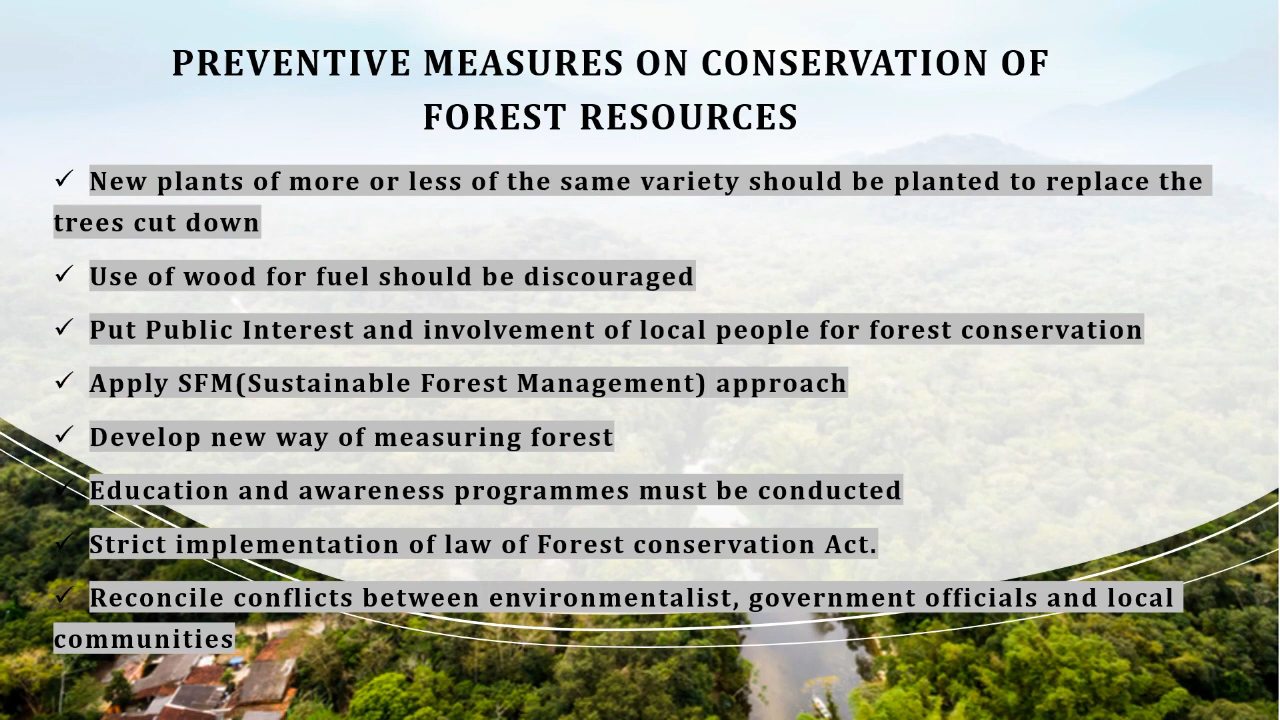 PREVENTIVE MEASURES ON CONSERVATION OF
FOREST RESOURCES
✓ New plants of more or less of the same variety should be planted to replace the
trees cut down
✓ Use of wood for fuel should be discouraged
✓ Put Public Interest and involvement of local people for forest conservation
✓ Apply SFM(Sustainable Forest Management) approach
✓ Develop new way of measuring forest
✓ Education and awareness programmes must be conducted
✓ Strict implementation of law of Forest conservation Act.
✓ Reconcile conflicts between environmentalist, government officials and local
communities